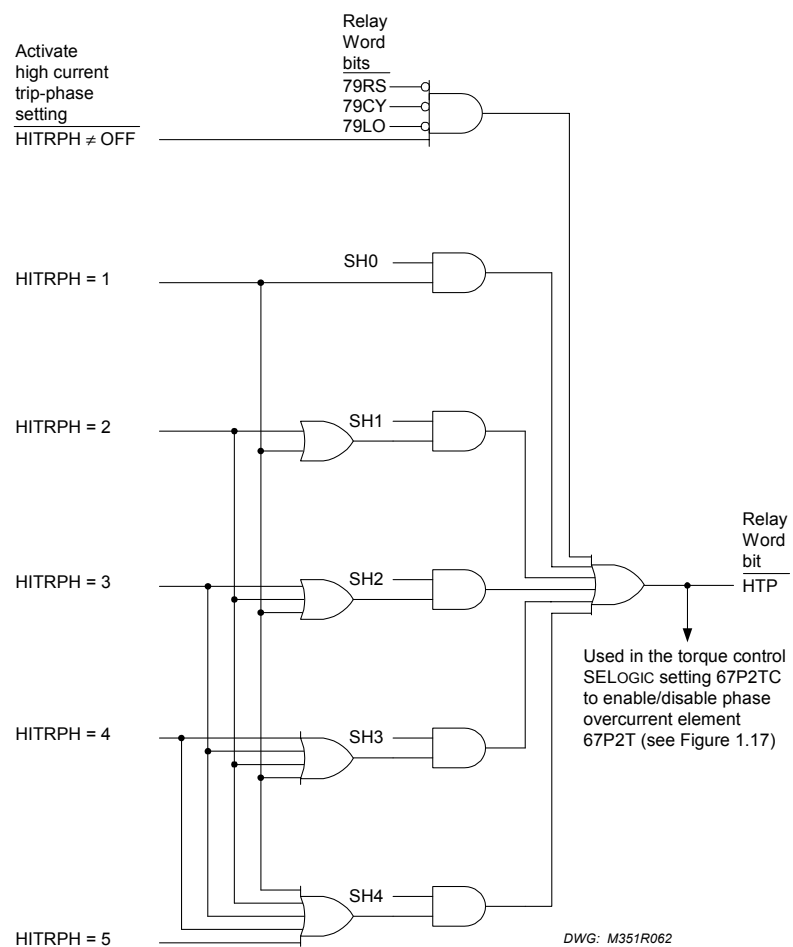 Relay
Word
bits
Activate
high current
trip-phase
setting
HITRPH ≠ OFF
79RS
79CY
79LO
HITRPH = 1
SH0
HITRPH = 2
SH1
HITRPH = 3
SH2
Relay
Word
bit
HTP
Used in the torque control
SELOGIC setting 67P2TC
to enable/disable phase
overcurrent element
67P2T (see Figure 1.17)
HITRPH = 4
SH3
SH4
HITRPH = 5
DWG: M351R062